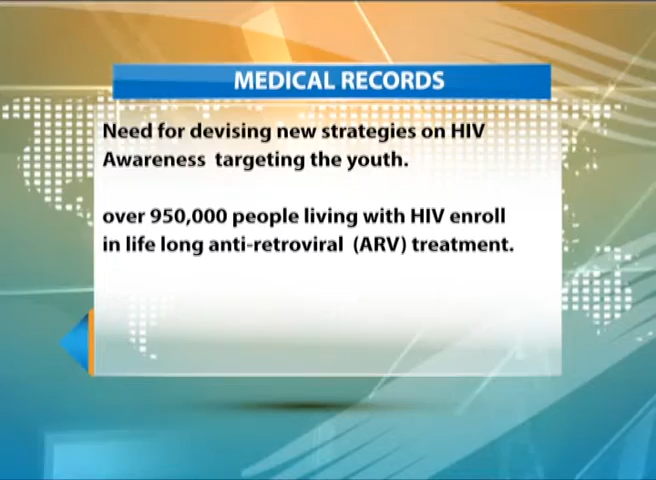 MEDICAL RECORDS
Need for devising new strategies on HIV
Awareness targeting the youth.
over 950,000 people living with HIV enroll
in life long anti-retroviral (ARV) treatment.